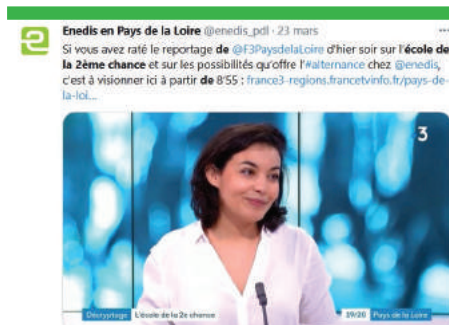 Enedis en Pays de la Loire @enedis_pdl · 23 mars ...
Si vous avez raté le reportage de @F3PaysdelaLoire d'hier soir sur l'école de
la 2ème chance et sur les possibilités qu'offre l'#alternance chez @enedis,
c'est à visionner ici à partir de 8'55 : france3-regions.francetvinfo.fr/pays-de-
la-loi...
3
Décryptage L'école de la 2e chance 19/20 Pays de la Loire